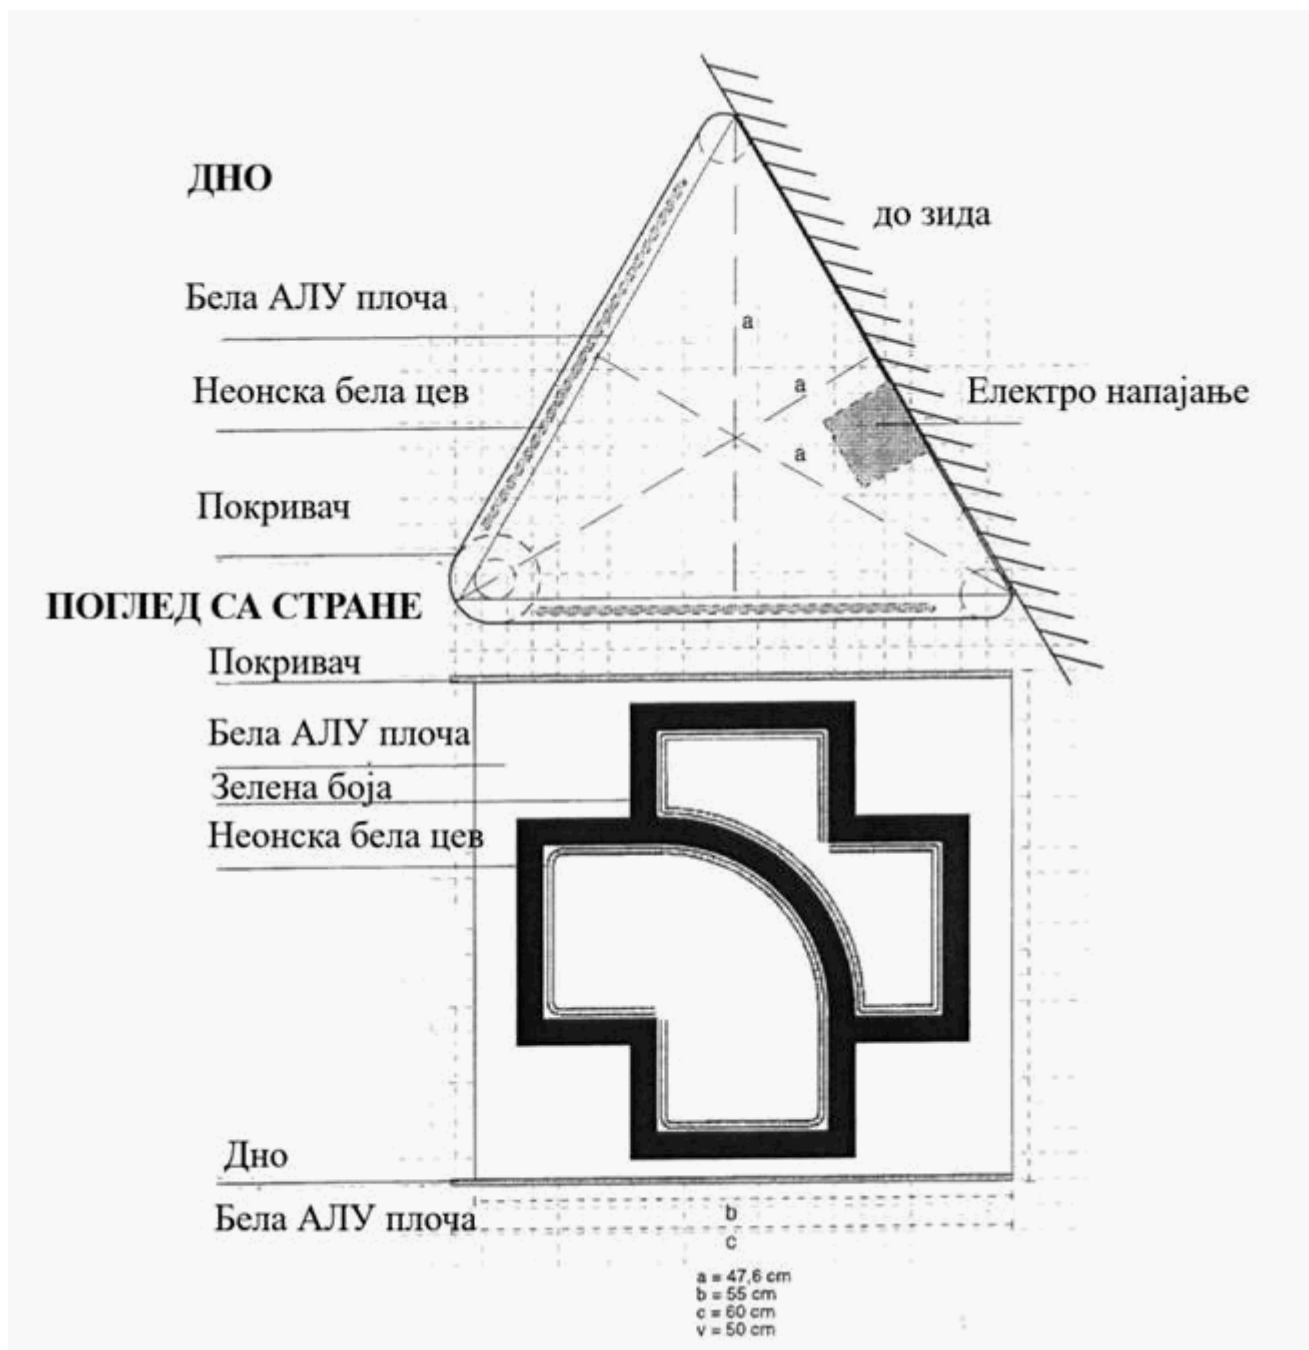 ДНО
до зида
Бела АЛУ плоча
a
Неонска бела цев
a
Електро напајање
a
Покривач
ПОГЛЕД СА СТРАНЕ
Покривач
Бела АЛУ плоча
Зелена боја
Неонска бела цев
Дно
Бела АЛУ плоча
b
c
a = 47,6 cm
b = 55 cm
c = 60 cm
v = 50 cm